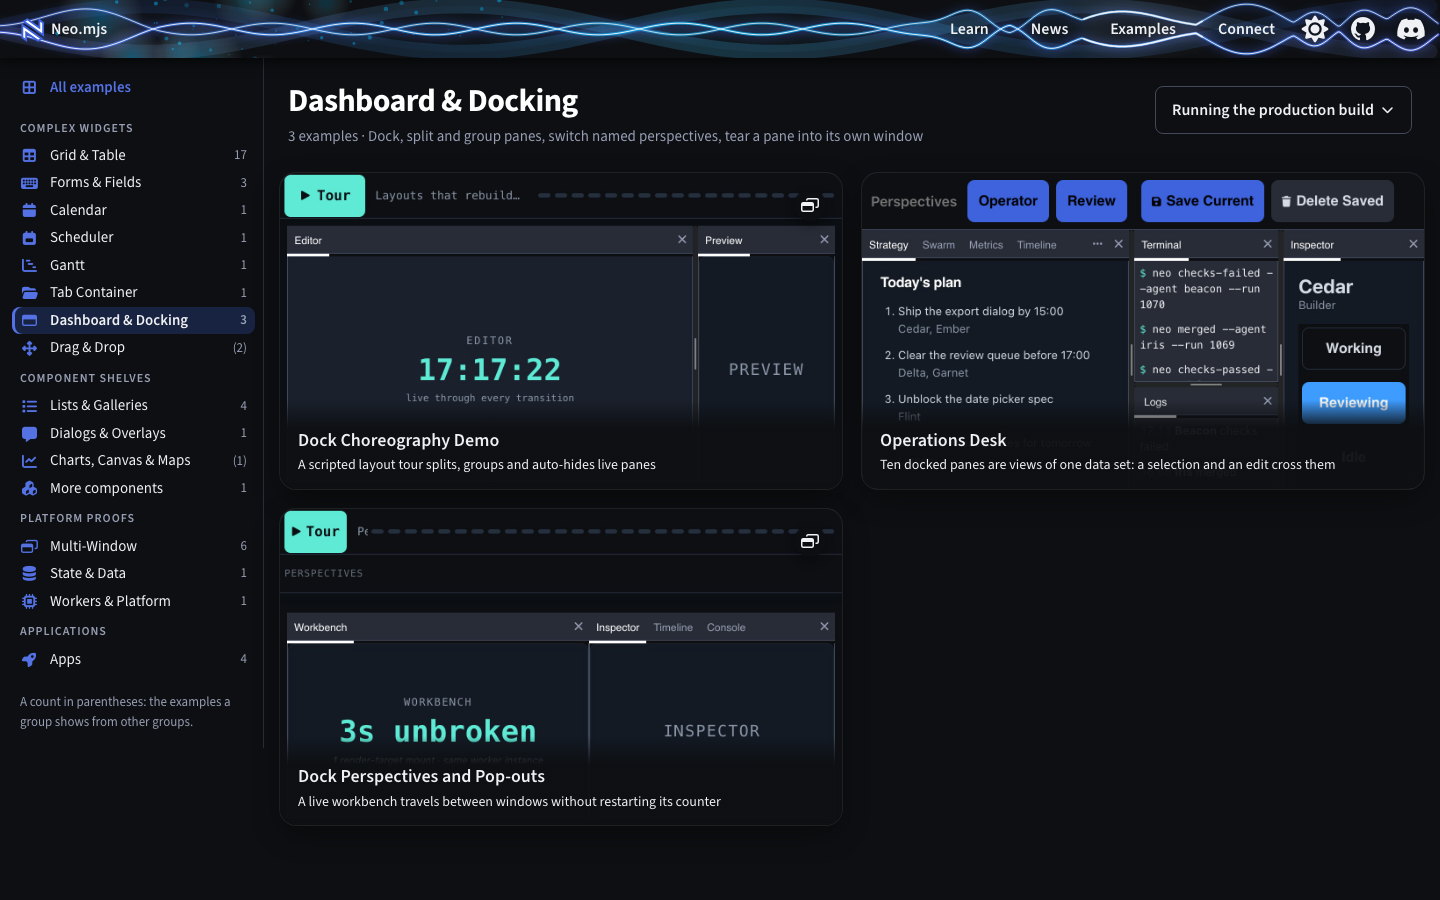 Neo.mjs
Learn
News
Examples
Connect
All examples
COMPLEX WIDGETS
Grid & Table 17
Forms & Fields 3
Calendar 1
Scheduler 1
Gantt 1
Tab Container 1
Dashboard & Docking 3
Drag & Drop (2)
COMPONENT SHELVES
Lists & Galleries 4
Dialogs & Overlays 1
Charts, Canvas & Maps (1)
More components 1
PLATFORM PROOFS
Multi-Window 6
State & Data 1
Workers & Platform 1
APPLICATIONS
Apps 4
A count in parentheses: the examples a
group shows from other groups.
Dashboard & Docking
3 examples · Dock, split and group panes, switch named perspectives, tear a pane into its own window
Running the production build
Tour
Layouts that rebuild…
Editor
Preview
EDITOR
17:17:22
live through every transition
PREVIEW
Dock Choreography Demo
A scripted layout tour splits, groups and auto-hides live panes
Perspectives
Operator
Review
Save Current
Delete Saved
Strategy
Swarm
Metrics
Timeline
Today's plan
1. Ship the export dialog by 15:00
Cedar, Ember
2. Clear the review queue before 17:00
Delta, Garnet
3. Unblock the date picker spec
Flint
Terminal
$ neo checks-failed -
-agent beacon --run
1070
$ neo merged --agent
iris --run 1069
$ neo checks-passed -
Logs
Inspector
Cedar
Builder
Working
Reviewing
Idle
Operations Desk
Ten docked panes are views of one data set: a selection and an edit cross them
Tour
PERSPECTIVES
Workbench
Inspector
Timeline
Console
WORKBENCH
3s unbroken
INSPECTOR
Dock Perspectives and Pop-outs
A live workbench travels between windows without restarting its counter